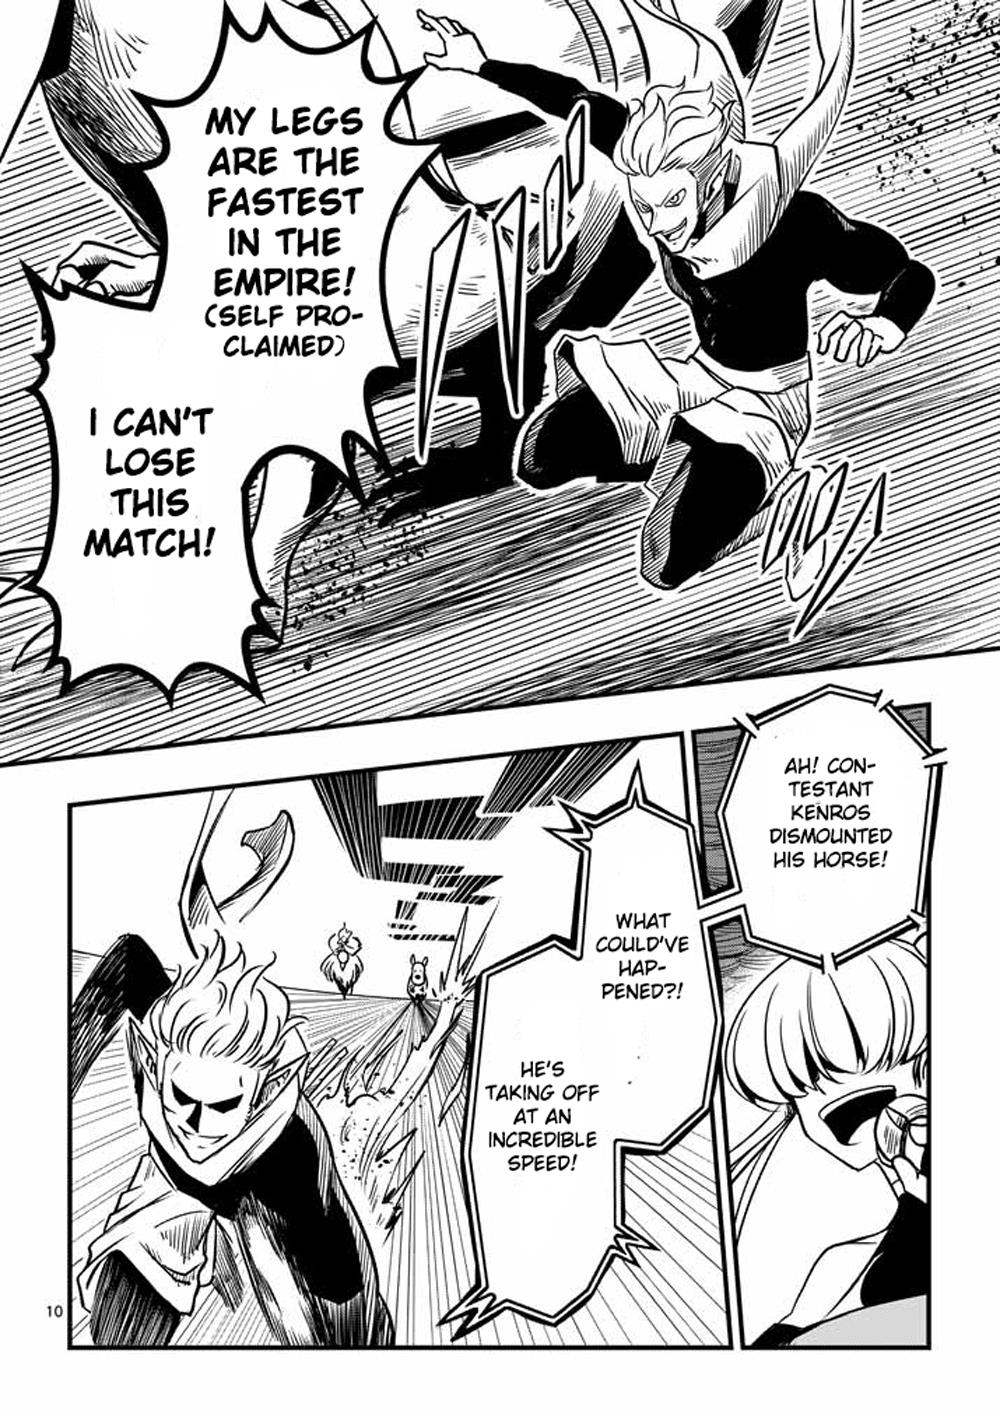 MY LEGS
ARE THE
FASTEST
IN THE
EMPIRE!
(SELF PRO-
CLAIMED)
I CAN'T
LOSE
THIS
MATCH!
AH! CON-
TESTANT
KENROS
DISMOUNTED
HIS HORSE!
WHAT
COULD'VE
HAP-
PENED?!
HE'S
TAKING OFF
AT AN
INCREDIBLE
SPEED!
10